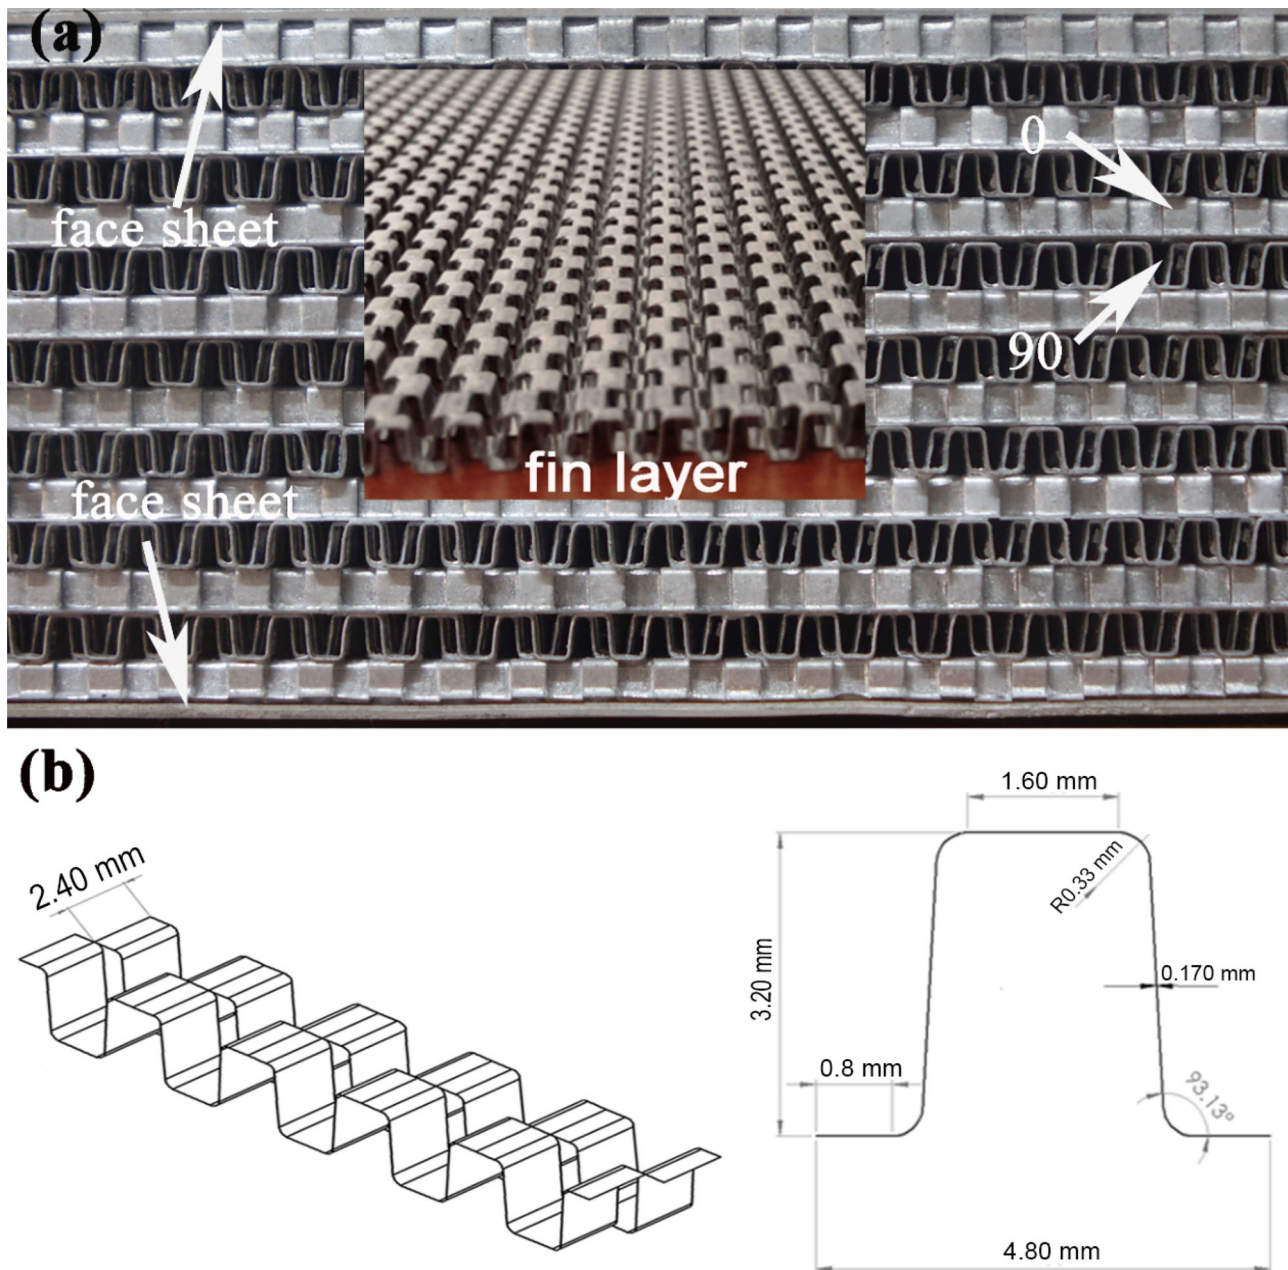 (a)
0
face sheet
90
fin layer
face sheet
(b)
1.60 mm
2.40 mm
R0.33 mm
3.20 mm
0.170 mm
0.8 mm
93.13°
4.80 mm